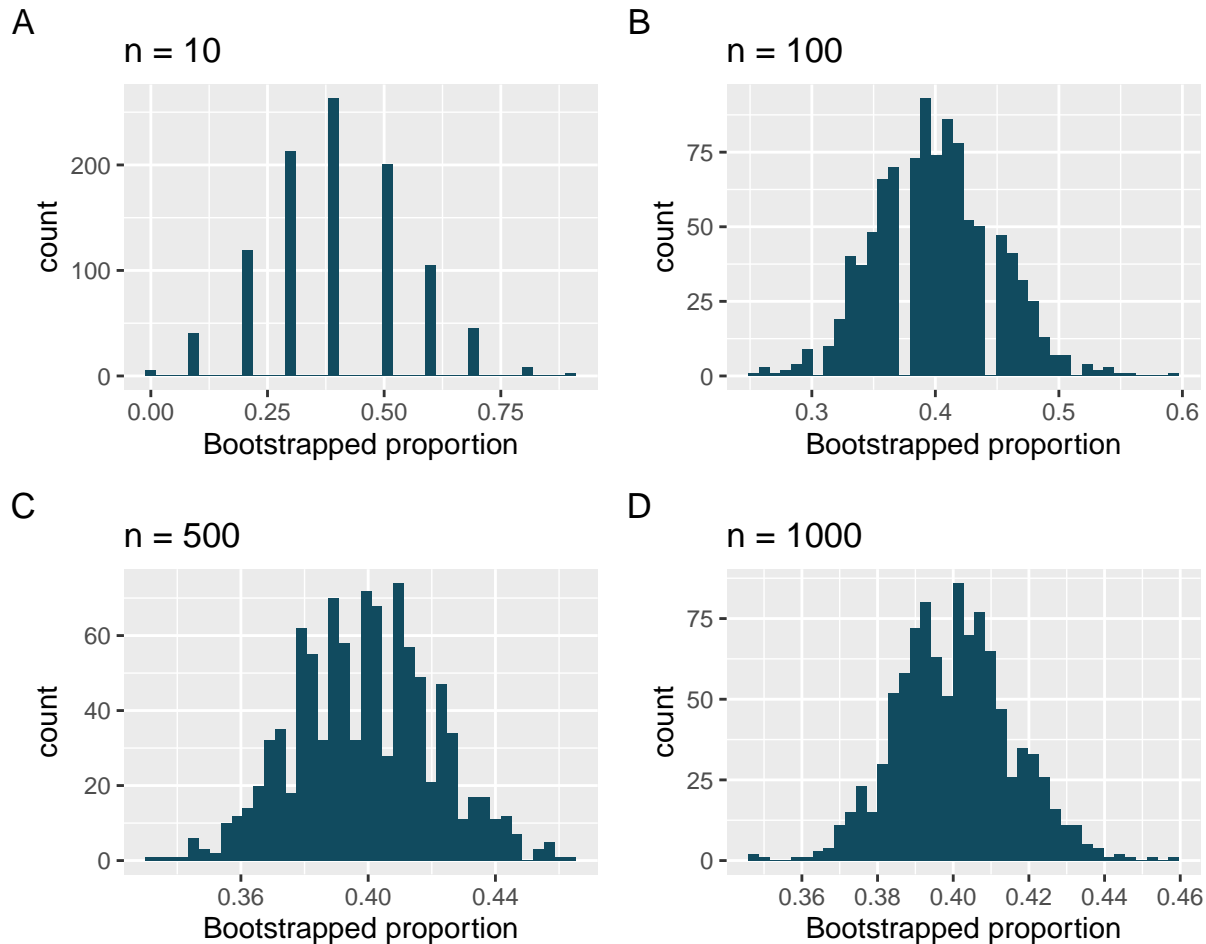 A
n = 10
200
100
0
count
0.00 0.25 0.50 0.75
Bootstrapped proportion
B
n = 100
75
50
25
0
count
0.3 0.4 0.5 0.6
Bootstrapped proportion
C
n = 500
60
40
20
0
count
0.36 0.40 0.44
Bootstrapped proportion
D
n = 1000
75
50
25
0
count
0.36 0.38 0.40 0.42 0.44 0.46
Bootstrapped proportion